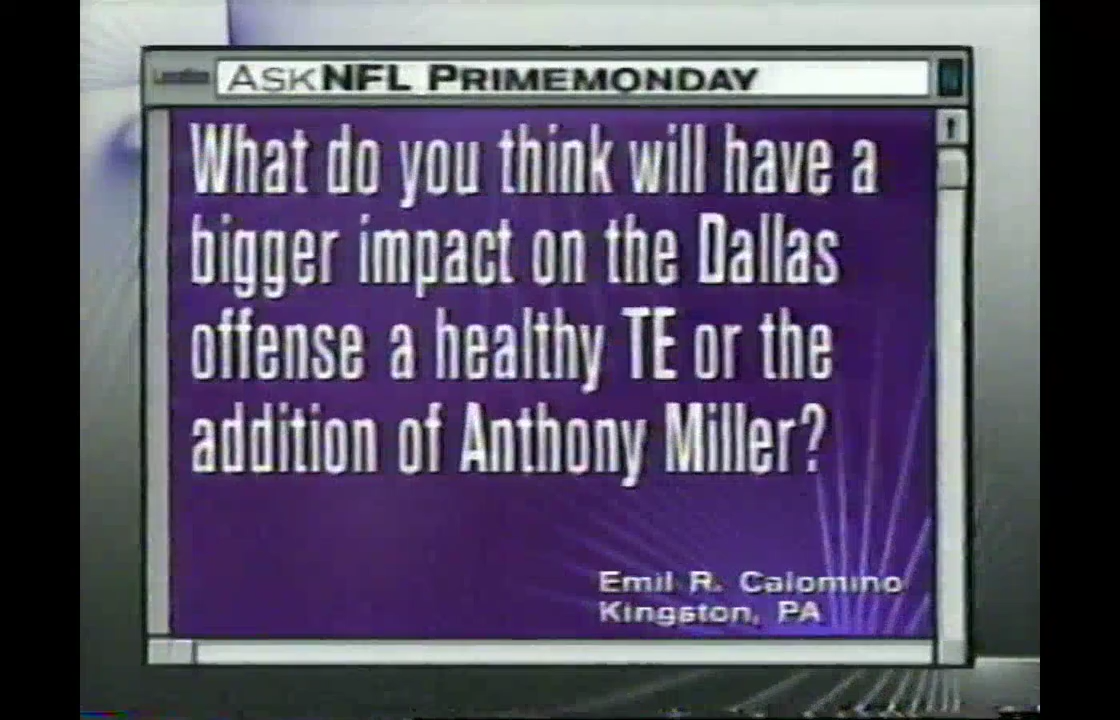 ASKNFL PRIMEMONDAY
What do you think will have a
bigger impact on the Dallas
offense a healthy TE or the
addition of Anthony Miller?
Emil R. Calomino
Kingston, PA